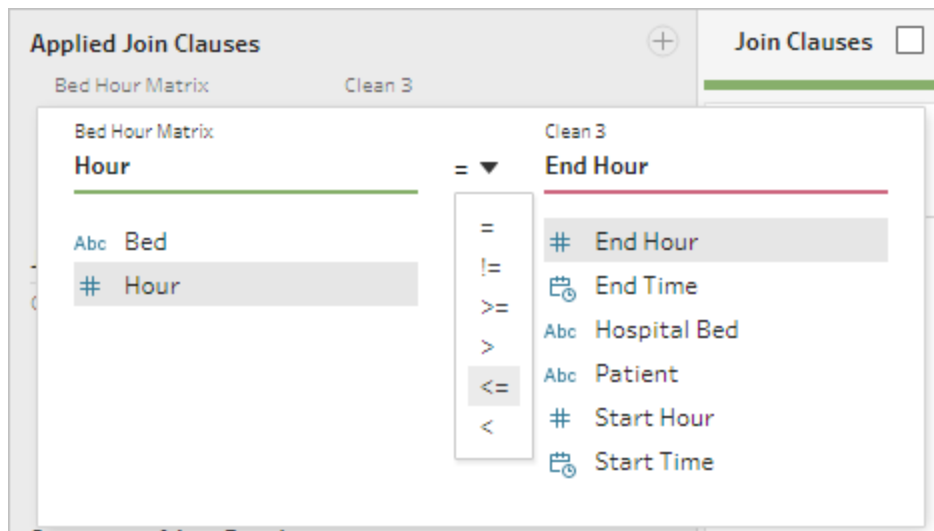 Applied Join Clauses
Join Clauses
Bed Hour Matrix Clean 3
Bed Hour Matrix
Hour
Abc Bed
# Hour
= ▼
=
!=
>=
>
<=
<
Clean 3
End Hour
# End Hour
End Time
Abc Hospital Bed
Abc Patient
# Start Hour
Start Time